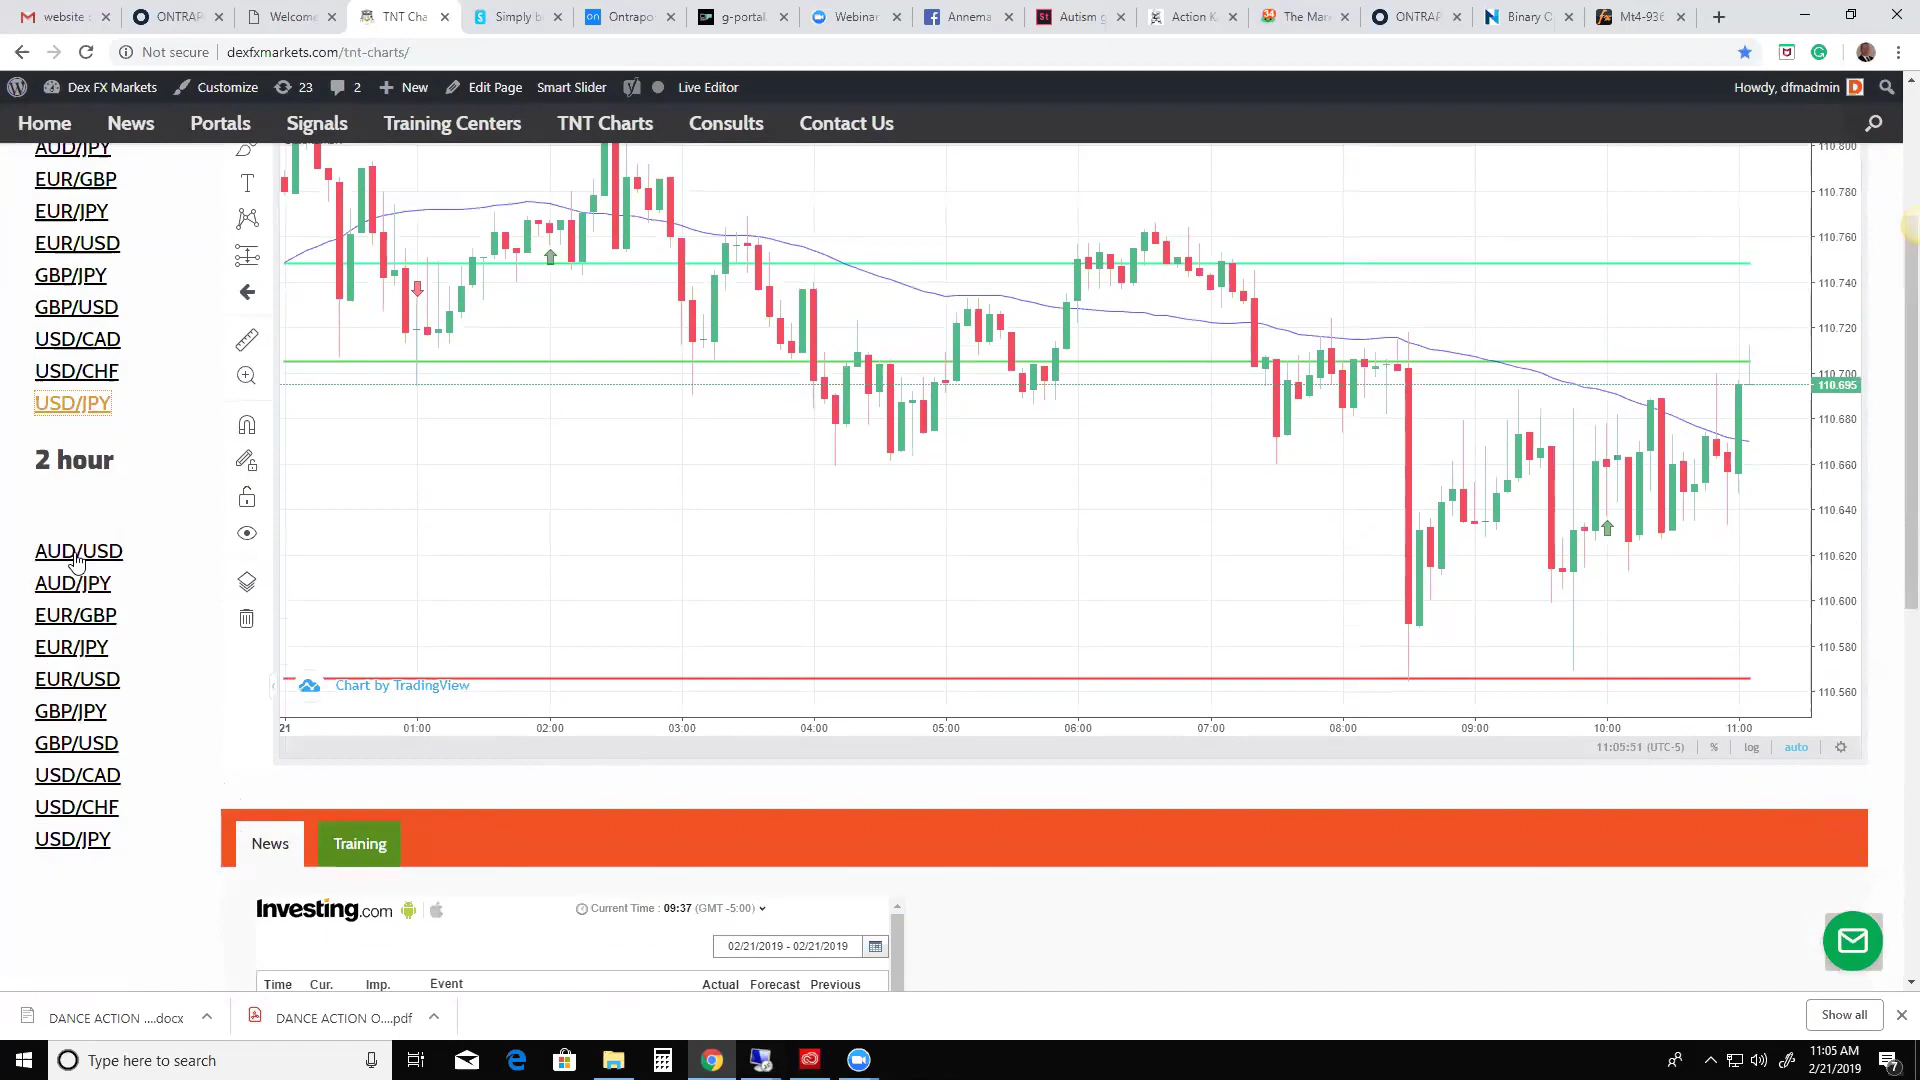 website
ONTRAP
Welcome
TNT Cha
Simply b
Ontrapo
g-portal.
Webinar
Annema
Autism
Action K
The Mar
ONTRAP
Binary O
Mt4-936
Not secure
dexfxmarkets.com/tnt-charts/
Dex FX Markets
Customize
23
2
New
Edit Page
Smart Slider
Live Editor
Howdy, dfmadmin
Home
News
Portals
Signals
Training Centers
TNT Charts
Consults
Contact Us
AUD/JPY
EUR/GBP
EUR/JPY
EUR/USD
GBP/JPY
GBP/USD
USD/CAD
USD/CHF
USD/JPY
2 hour
AUD/USD
AUD/JPY
EUR/GBP
EUR/JPY
EUR/USD
GBP/JPY
GBP/USD
USD/CAD
USD/CHF
USD/JPY
110.800
110.780
110.760
110.740
110.720
110.700
110.695
110.680
110.660
110.640
110.620
110.600
110.580
110.560
Chart by TradingView
21 01:00 02:00 03:00 04:00 05:00 06:00 07:00 08:00 09:00 10:00 11:00
11:05:51 (UTC-5) % log auto
News
Training
Investing.com
Current Time : 09:37 (GMT -5:00)
02/21/2019 - 02/21/2019
Time Cur. Imp. Event Actual Forecast Previous
DANCE ACTION ....docx
DANCE ACTION O....pdf
Show all
Type here to search
11:05 AM
2/21/2019
7